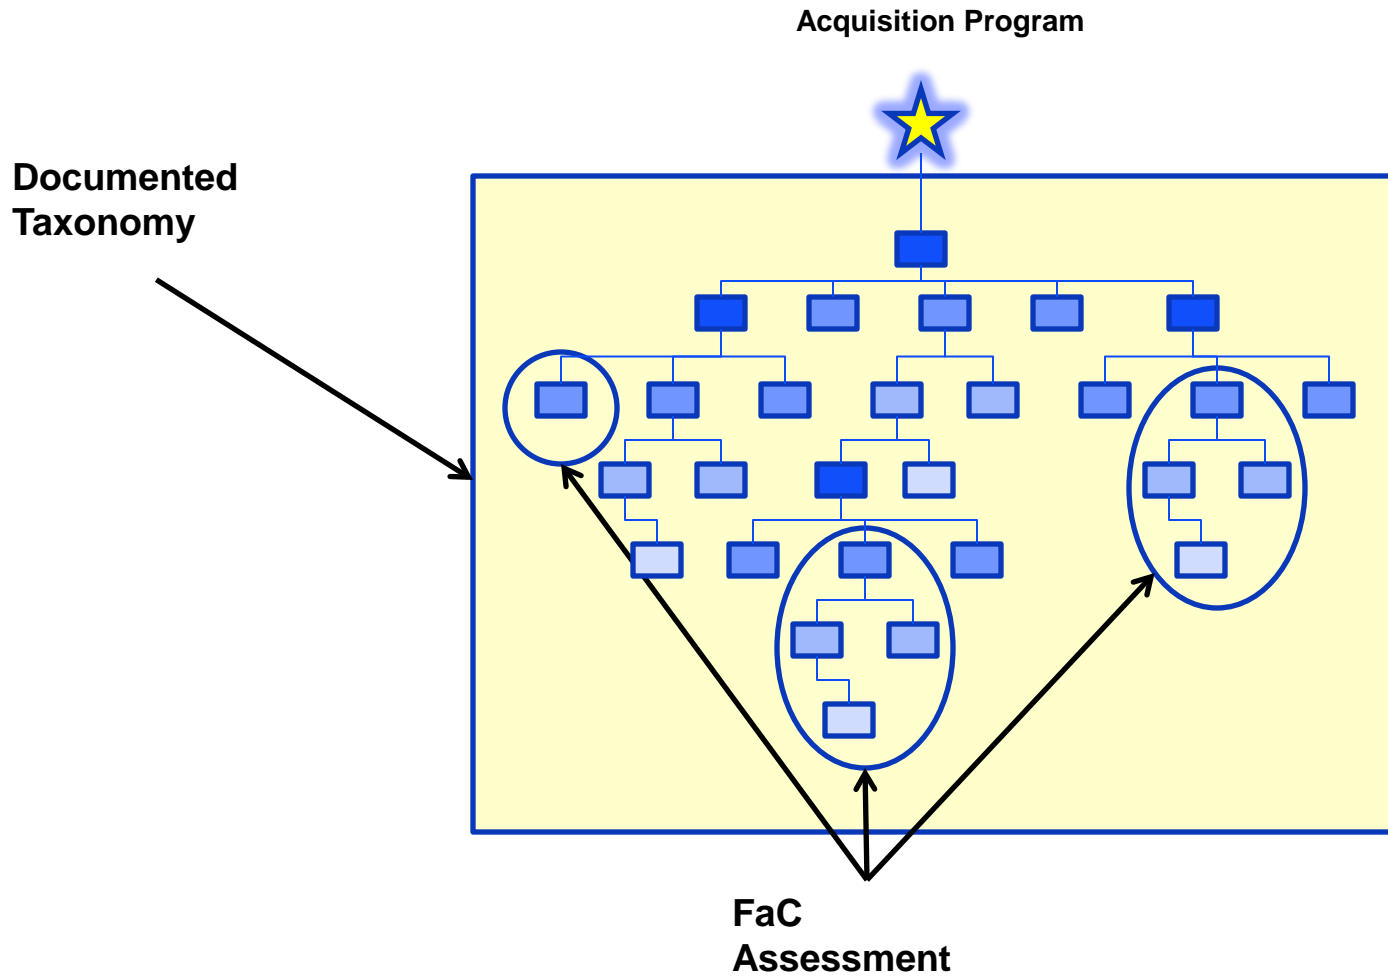 Acquisition Program
Documented
Taxonomy
FaC
Assessment